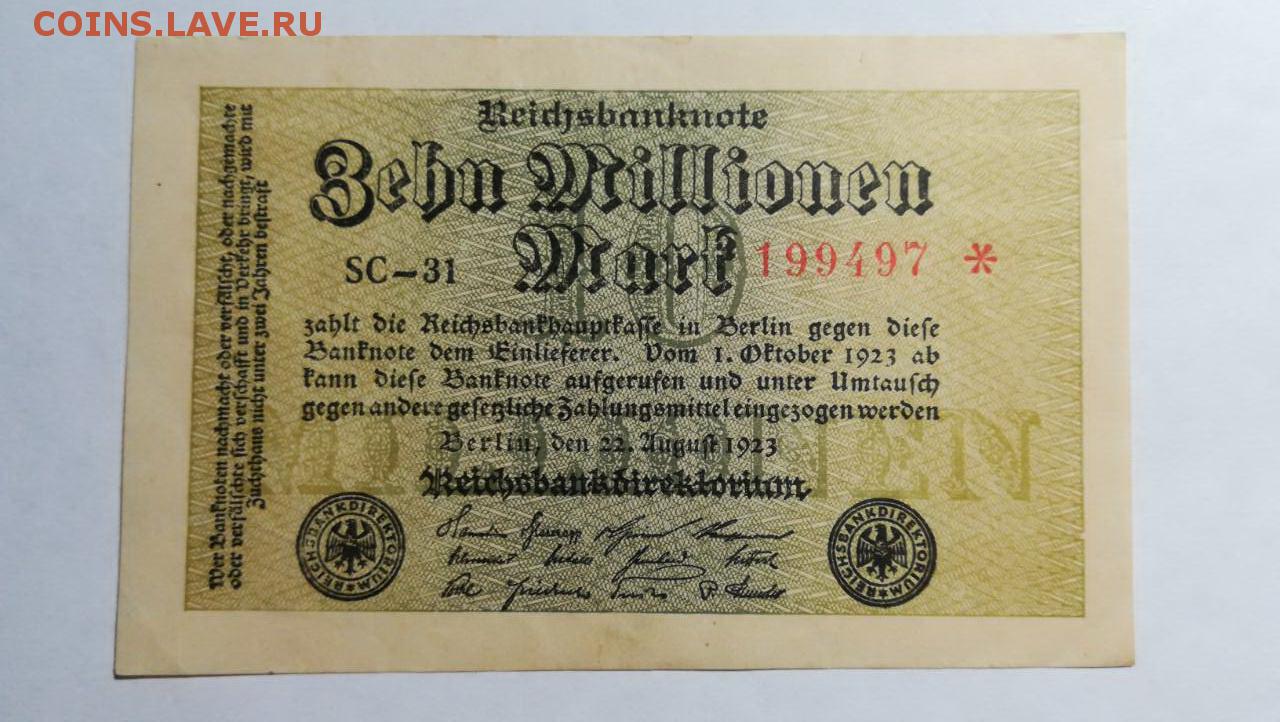 COINS.LAVE.RU
Reichsbanknote
Zehn Millionen
Mark
SC–31
199497 *
10
zahlt die Reichsbankhauptkasse in Berlin gegen diese
Banknote dem Einlieferer. Vom 1. Oktober 1923 ab
kann diese Banknote aufgerufen und unter Umtausch
gegen andere gesetzliche Zahlungsmittel eingezogen werden
Berlin, den 22. August 1923
Reichsbankdirektorium
REICHSBANKDIREKTORIUM
REICHSBANKDIREKTORIUM
Wer Banknoten nachmacht oder verfälscht, oder nachgemachte
oder verfälschte sich verschafft und in Verkehr bringt, wird mit
Zuchthaus nicht unter zwei Jahren bestraft